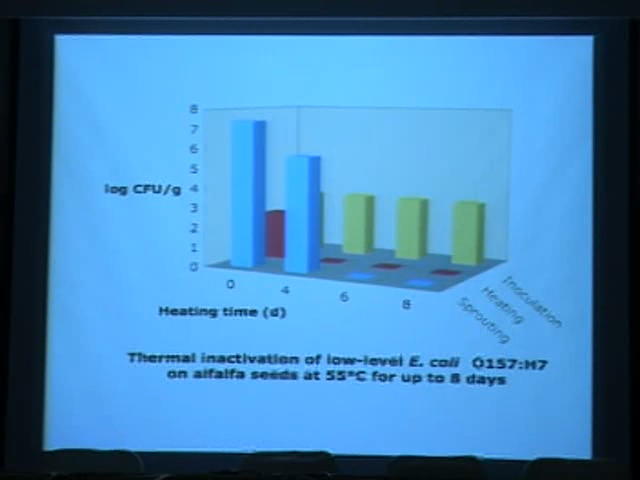 8
7
6
5
log CFU/g 4
3
2
1
0
0 4 6 8
Heating time (d)
Inoculation
Heating
Sprouting
Thermal inactivation of low-level E. coli O157:H7
on alfalfa seeds at 55°C for up to 8 days